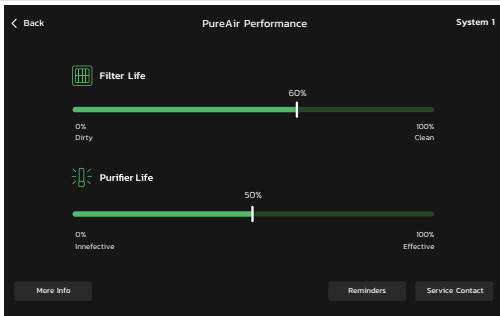 Back
PureAir Performance
System 1
Filter Life
60%
0%
100%
Dirty
Clean
Purifier Life
50%
0%
100%
Innefective
Effective
More Info
Reminders
Service Contact